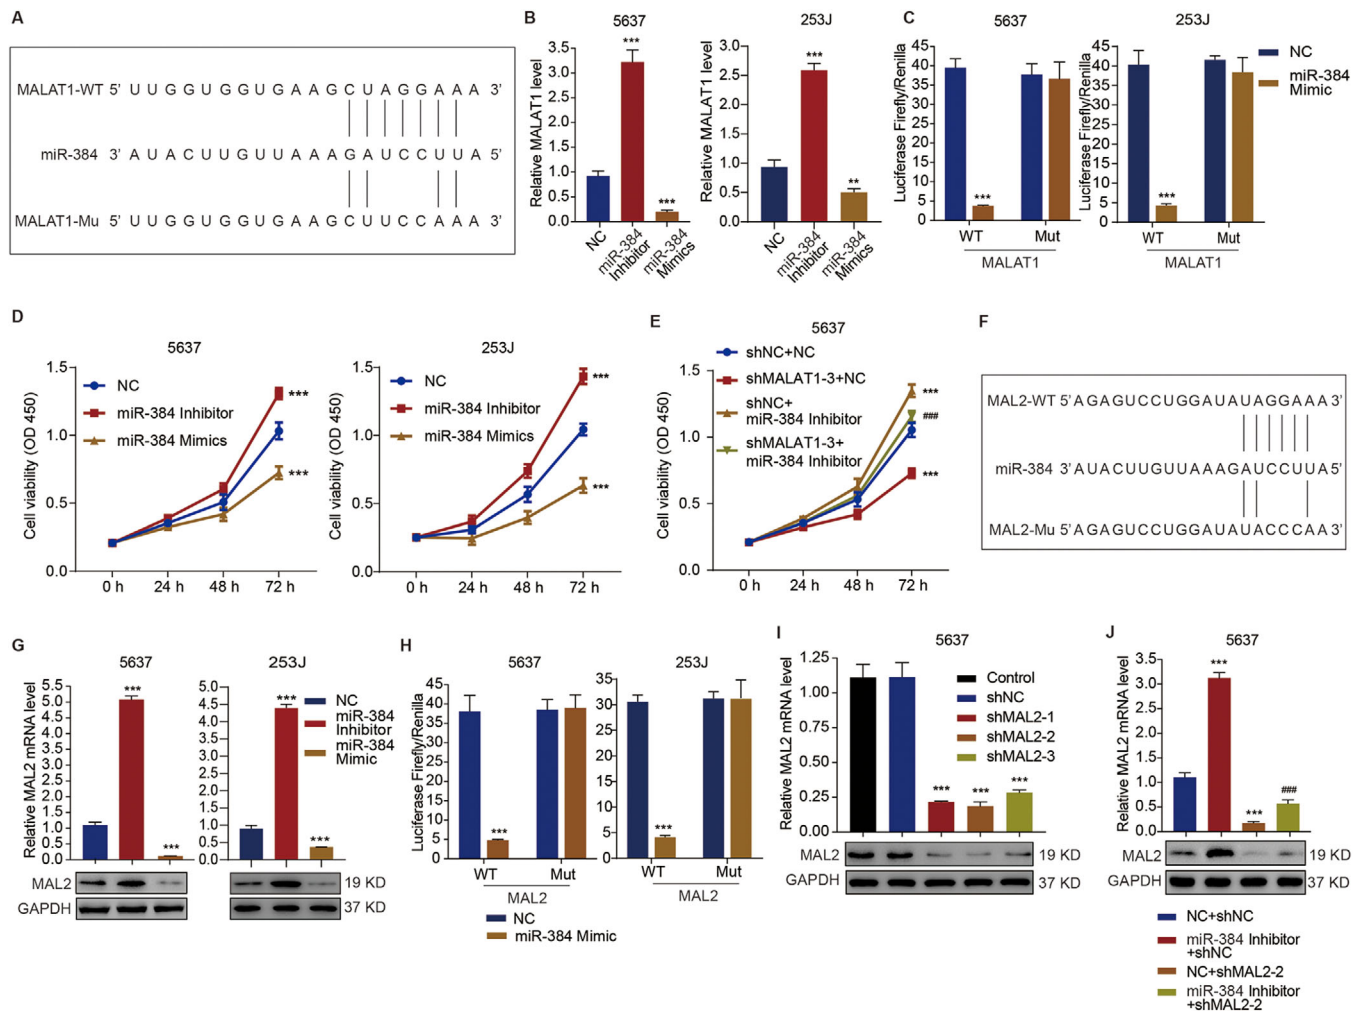 A
MALAT1-WT 5' U U G G U G G U G A A G C U A G G A A A 3'
miR-384 3' A U A C U U G U U A A A G A U C C U U A 5'
MALAT1-Mu 5' U U G G U G G U G A A G C U U C C A A A 3'
B
5637
Relative MALAT1 level
3.5
3.0
2.5
2.0
1.5
1.0
0.5
0.0
***
***
NC
miR-384 Inhibitor
miR-384 Mimics
253J
Relative MALAT1 level
3.0
2.5
2.0
1.5
1.0
0.5
0.0
***
**
NC
miR-384 Inhibitor
miR-384 Mimics
C
5637
Luciferase Firefly/Renilla
45
40
35
30
25
20
15
10
5
0
***
WT Mut
MALAT1
253J
Luciferase Firefly/Renilla
45
40
35
30
25
20
15
10
5
0
***
WT Mut
MALAT1
NC
miR-384
Mimic
D
5637
Cell viability (OD 450)
1.5
1.0
0.5
0.0
NC
miR-384 Inhibitor
miR-384 Mimics
***
***
0 h 24 h 48 h 72 h
253J
Cell viability (OD 450)
1.5
1.0
0.5
0.0
NC
miR-384 Inhibitor
miR-384 Mimics
***
***
0 h 24 h 48 h 72 h
E
5637
shNC+NC
shMALAT1-3+NC
shNC+
miR-384 Inhibitor
shMALAT1-3+
miR-384 Inhibitor
Cell viability (OD 450)
1.5
1.0
0.5
0.0
***
###
***
0 h 24 h 48 h 72 h
F
MAL2-WT 5'AGAGUCCUGGAUAUAGGAAA3'
miR-384 3'AUACUUGUUAAAGAUCCUUA5'
MAL2-Mu 5'AGAGUCCUGGAUAUACCCAA3'
G
5637
Relative MAL2 mRNA level
5.5
5.0
4.5
4.0
3.5
3.0
2.5
2.0
1.5
1.0
0.5
0.0
***
***
253J
5.0
4.5
4.0
3.5
3.0
2.5
2.0
1.5
1.0
0.5
0.0
***
***
NC
miR-384
Inhibitor
miR-384
Mimic
MAL2
19 KD
GAPDH
37 KD
H
5637
Luciferase Firefly/Renilla
45
40
35
30
25
20
15
10
5
0
***
WT Mut
MAL2
253J
35
30
25
20
15
10
5
0
***
WT Mut
MAL2
NC
miR-384 Mimic
I
5637
Relative MAL2 mRNA level
1.25
1.00
0.75
0.50
0.25
0.00
Control
shNC
shMAL2-1
shMAL2-2
shMAL2-3
*** *** ***
MAL2 19 KD
GAPDH 37 KD
J
5637
Relative MAL2 mRNA level
3.5
3.0
2.5
2.0
1.5
1.0
0.5
0.0
***
***
###
MAL2 19 KD
GAPDH 37 KD
NC+shNC
miR-384 Inhibitor
+shNC
NC+shMAL2-2
miR-384 Inhibitor
+shMAL2-2